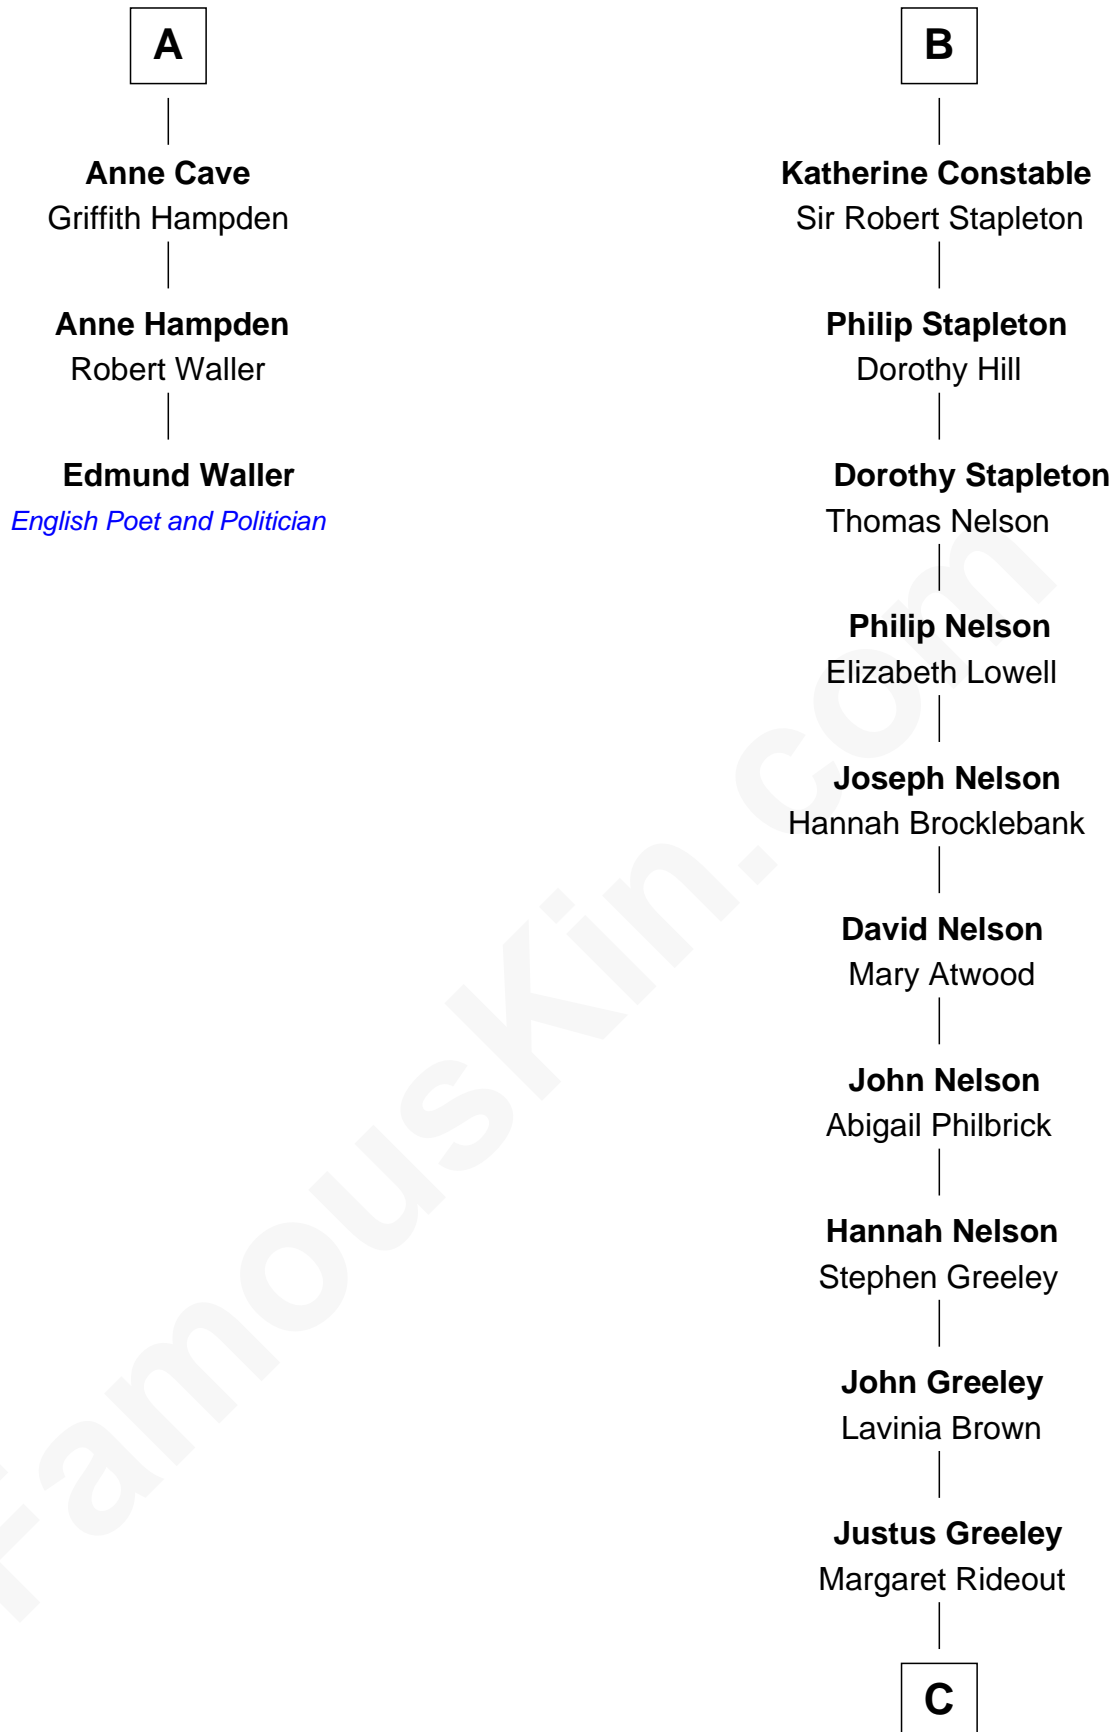 A
Anne Cave
Griffith Hampden
Anne Hampden
Robert Waller
Edmund Waller
English Poet and Politician
B
Katherine Constable
Sir Robert Stapleton
Philip Stapleton
Dorothy Hill
Dorothy Stapleton
Thomas Nelson
Philip Nelson
Elizabeth Lowell
Joseph Nelson
Hannah Brocklebank
David Nelson
Mary Atwood
John Nelson
Abigail Philbrick
Hannah Nelson
Stephen Greeley
John Greeley
Lavinia Brown
Justus Greeley
Margaret Rideout
C
FamousKin.com